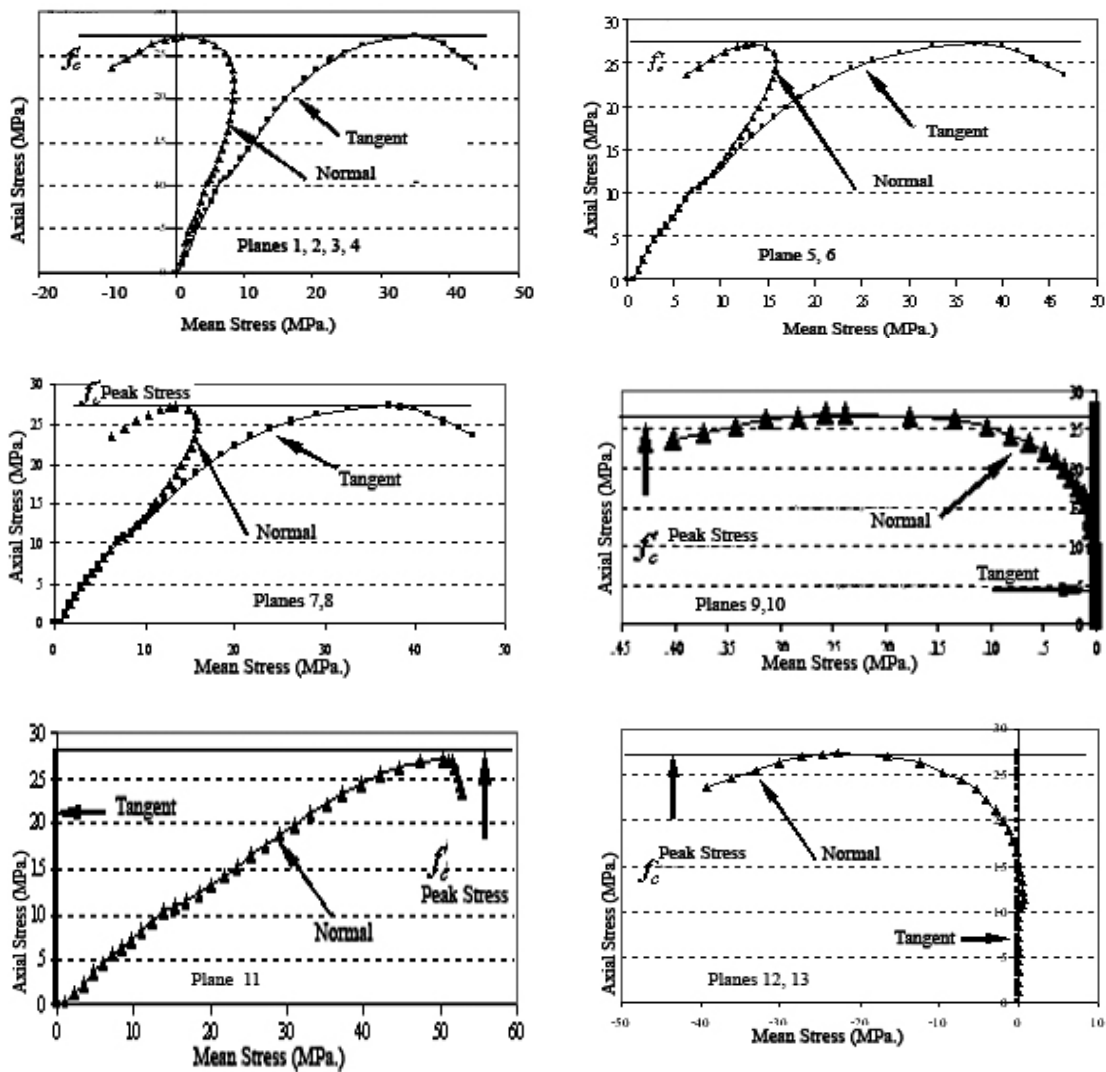 Axial Stress (MPa.)
f'c
25
20
15
10
5
0
Tangent
Normal
Planes 1, 2, 3, 4
-20 -10 0 10 20 30 40 50
Mean Stress (MPa.)
Axial Stress (MPa.)
30
25
20
15
10
5
0
f'c
Tangent
Normal
Plane 5, 6
0 5 10 15 20 25 30 35 40 45 50
Mean Stress (MPa.)
Axial Stress (MPa.)
30
25
20
15
10
5
0
f'c Peak Stress
Tangent
Normal
Planes 7,8
0 10 20 30 40 50
Mean Stress (MPa.)
Axial Stress (MPa.)
30
25
20
15
10
5
0
Normal
f'c Peak Stress
Tangent
Planes 9,10
.45 .40 .35 .30 .25 .20 .15 .10 .5 0
Mean Stress (MPa.)
Axial Stress (MPa.)
30
25
20
15
10
5
0
Tangent
f'c
Peak Stress
Normal
Plane 11
0 10 20 30 40 50 60
Mean Stress (MPa.)
Axial Stress (MPa.)
30
25
20
15
10
5
0
f'c Peak Stress
Normal
Tangent
Planes 12, 13
-50 -40 -30 -20 -10 0 10
Mean Stress (MPa.)